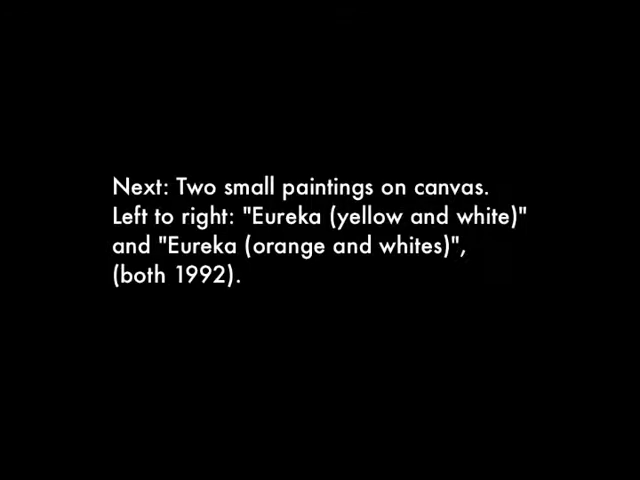 Next: Two small paintings on canvas.
Left to right: "Eureka (yellow and white)"
and "Eureka (orange and whites)",
(both 1992).